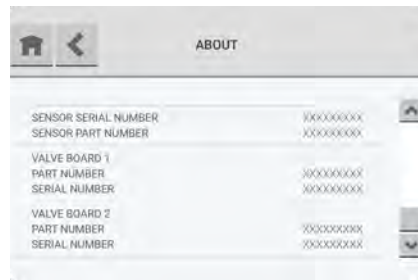 ABOUT
SENSOR SERIAL NUMBER XXXXXXXXX
SENSOR PART NUMBER XXXXXXXXX
VALVE BOARD 1
PART NUMBER XXXXXXXXX
SERIAL NUMBER XXXXXXXXX
VALVE BOARD 2
PART NUMBER XXXXXXXXX
SERIAL NUMBER XXXXXXXXX